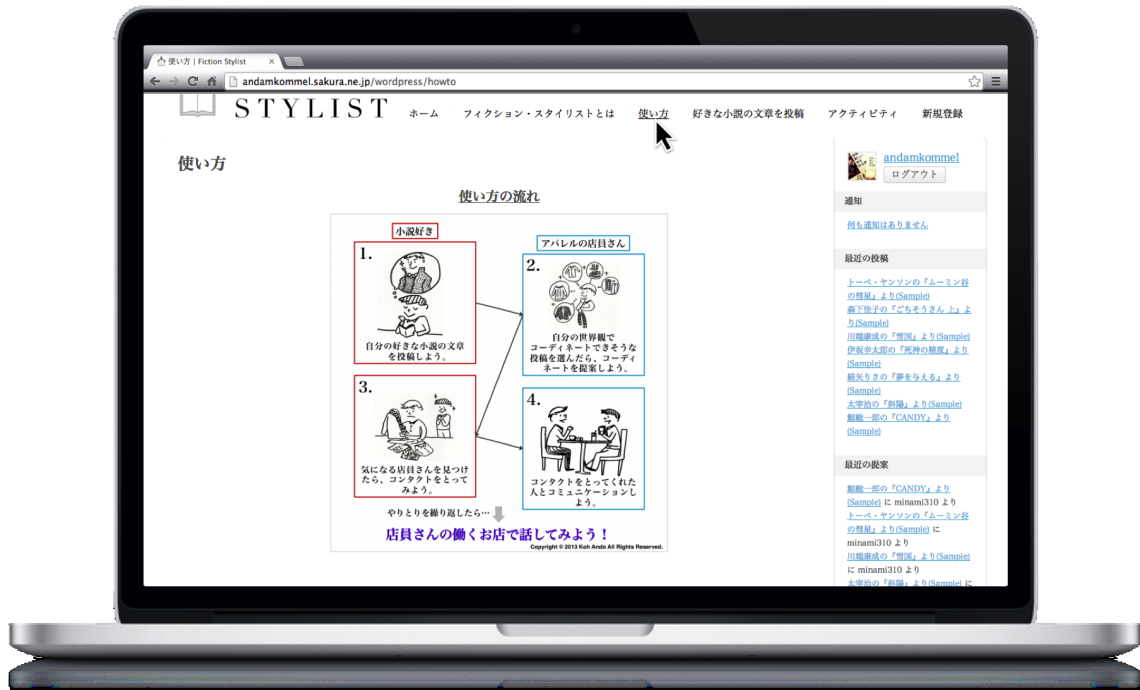 使い方 | Fiction Stylist
andamkommel.sakura.ne.jp/wordpress/howto
STYLIST
ホーム
フィクション・スタイリストとは
使い方
好きな小説の文章を投稿
アクティビティ
新規登録
使い方
使い方の流れ
小説好き
1.
自分の好きな小説の文章
を投稿しよう。
アパレルの店員さん
2.
自分の世界観で
コーディネートできそうな
投稿を選んだら、コーディ
ネートを提案しよう。
3.
気になる店員さんを見つけ
たら、コンタクトをとって
みよう。
4.
コンタクトをとってくれた
人とコミュニケーションし
よう。
やりとりを繰り返したら…
店員さんの働くお店で話してみよう！
Copyright © 2013 Koh Ando All Rights Reserved.
andamkommel
ログアウト
通知
何も通知はありません
最近の投稿
トーベ・ヤンソンの『ムーミン谷
の彗星』より(Sample)
森下佳子の『ごちそうさん 上』よ
り(Sample)
川端康成の『雪国』より(Sample)
伊坂幸太郎の『死神の精度』より
(Sample)
綿矢りさの『夢を与える』より
(Sample)
太宰治の『斜陽』より(Sample)
鯨統一郎の『CANDY』より
(Sample)
最近の提案
鯨統一郎の『CANDY』より
(Sample) に minami310 より
トーベ・ヤンソンの『ムーミン谷
の彗星』より(Sample) に
minami310 より
川端康成の『雪国』より(Sample)
に minami310 より
太宰治の『斜陽』より(Sample) に